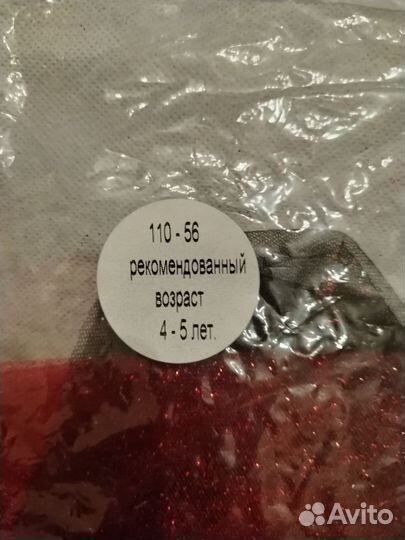 110 - 56
рекомендованный
возраст
4 - 5 лет.
Avito